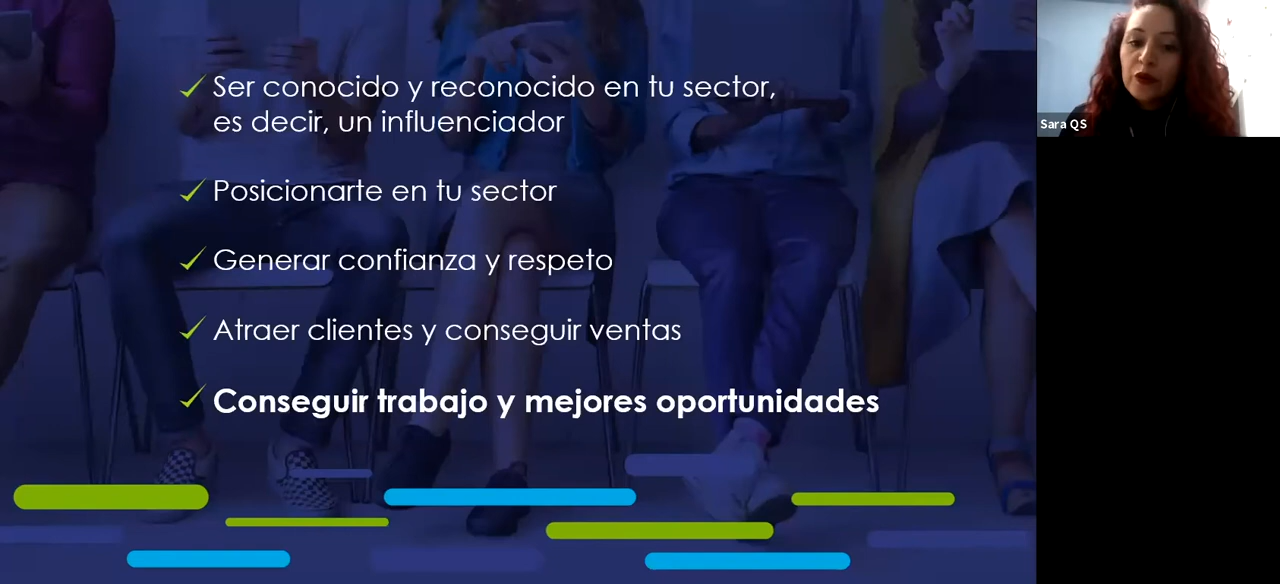 Ser conocido y reconocido en tu sector,
es decir, un influenciador
Posicionarte en tu sector
Generar confianza y respeto
Atraer clientes y conseguir ventas
Conseguir trabajo y mejores oportunidades
Sara QS